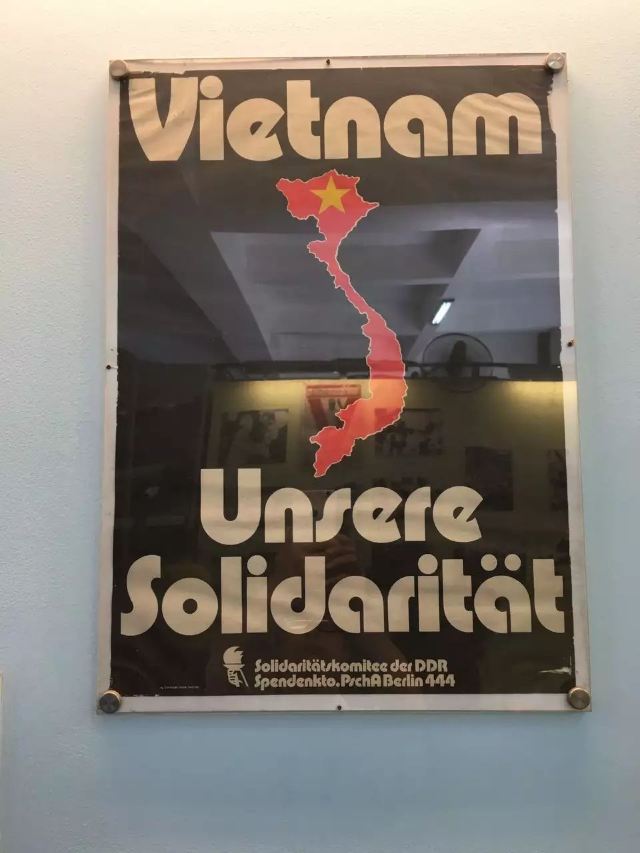 Vietnam
Unsere
Solidarität
Solidaritätskomitee der DDR
Spendenkto. PschA Berlin 444